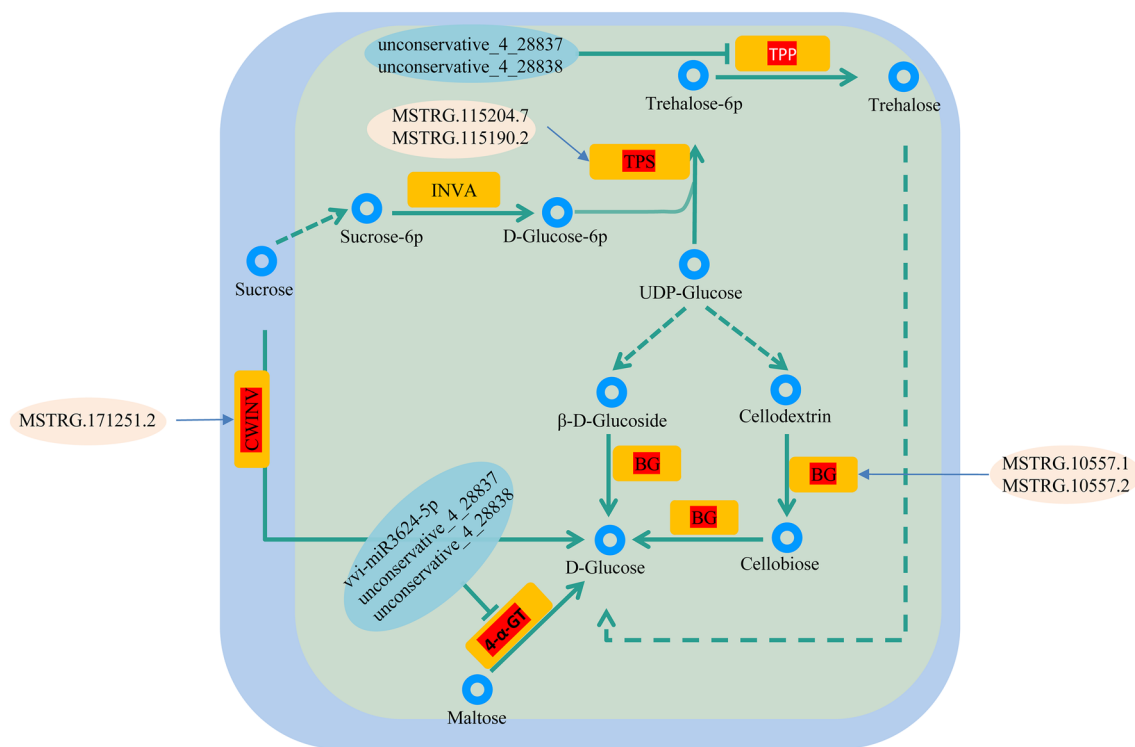 unconservative_4_28837
unconservative_4_28838
TPP
Trehalose-6p
Trehalose
MSTRG.115204.7
MSTRG.115190.2
TPS
INVA
Sucrose-6p
D-Glucose-6p
Sucrose
UDP-Glucose
CWINV
MSTRG.171251.2
β-D-Glucoside
Cellodextrin
BG
BG
MSTRG.10557.1
MSTRG.10557.2
vvi-miR3624-5p
unconservative_4_28837
unconservative_4_28838
BG
D-Glucose
Cellobiose
4-α-GT
Maltose